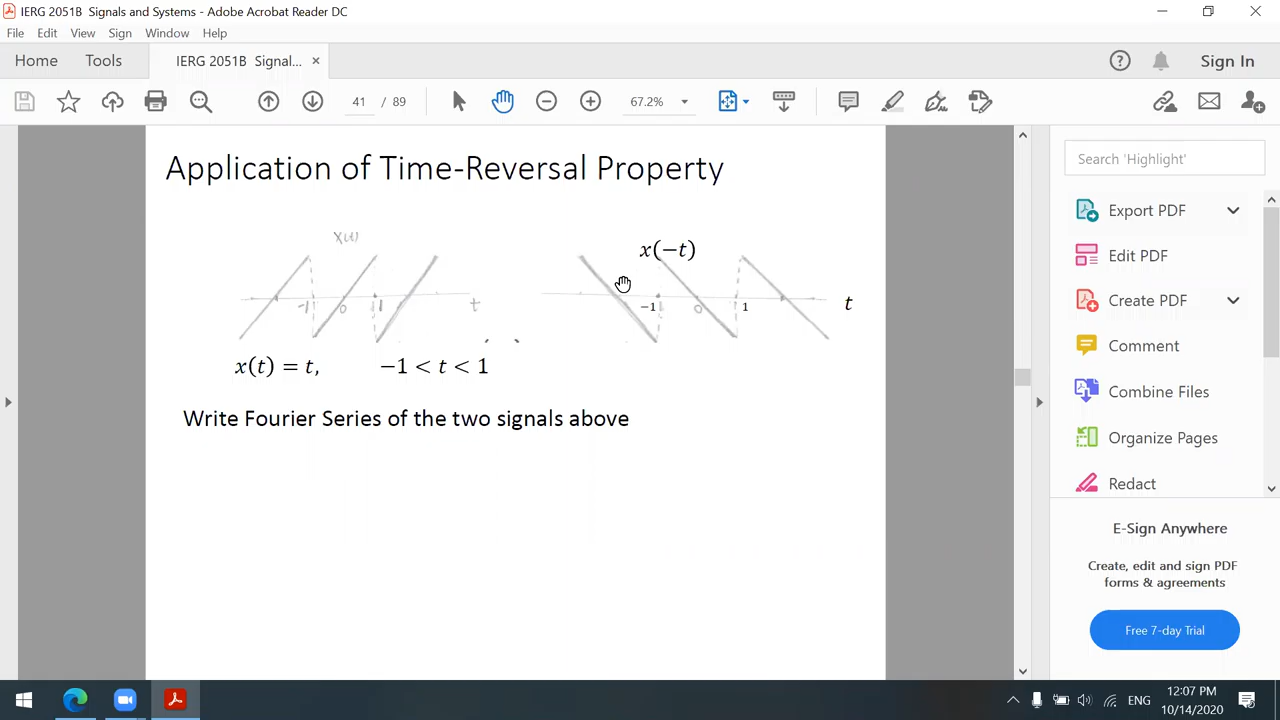 IERG 2051B Signals and Systems - Adobe Acrobat Reader DC
File Edit View Sign Window Help
Home Tools IERG 2051B Signal... × Sign In
41 / 89 67.2%
Application of Time-Reversal Property
x(t)
x(−t)
-1 0 1 t
−1 0 1 t
x(t) = t, −1 < t < 1
Write Fourier Series of the two signals above
Search 'Highlight'
Export PDF
Edit PDF
Create PDF
Comment
Combine Files
Organize Pages
Redact
E-Sign Anywhere
Create, edit and sign PDF
forms & agreements
Free 7-day Trial
ENG
12:07 PM
10/14/2020